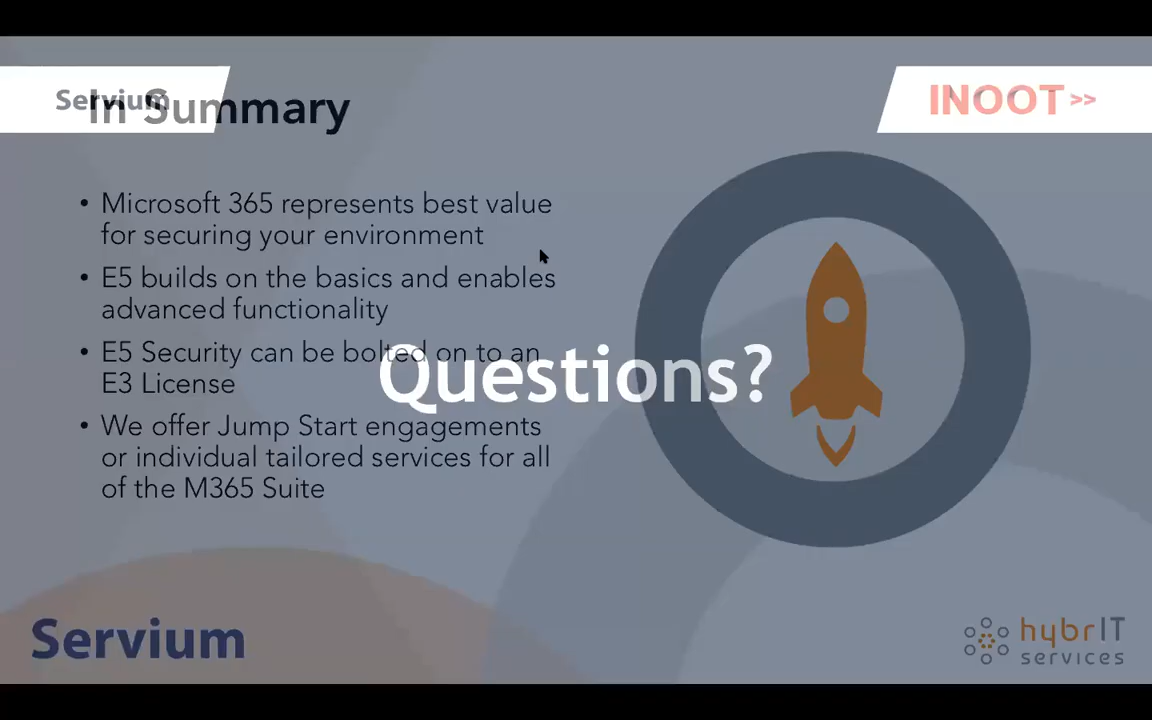 Servium
In Summary
INOOT >>
• Microsoft 365 represents best value
for securing your environment
• E5 builds on the basics and enables
advanced functionality
• E5 Security can be bolted on to an
E3 License
Questions?
• We offer Jump Start engagements
or individual tailored services for all
of the M365 Suite
Servium
hybrIT
services